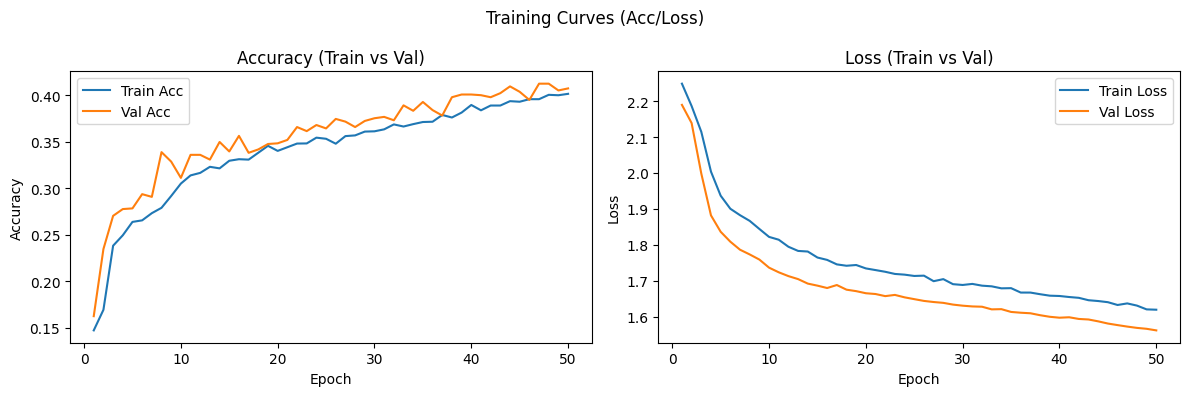 Training Curves (Acc/Loss)
Accuracy (Train vs Val)
Train Acc
Val Acc
0.40
0.35
0.30
0.25
0.20
0.15
Accuracy
0 10 20 30 40 50
Epoch
Loss (Train vs Val)
Train Loss
Val Loss
2.2
2.1
2.0
1.9
1.8
1.7
1.6
Loss
0 10 20 30 40 50
Epoch